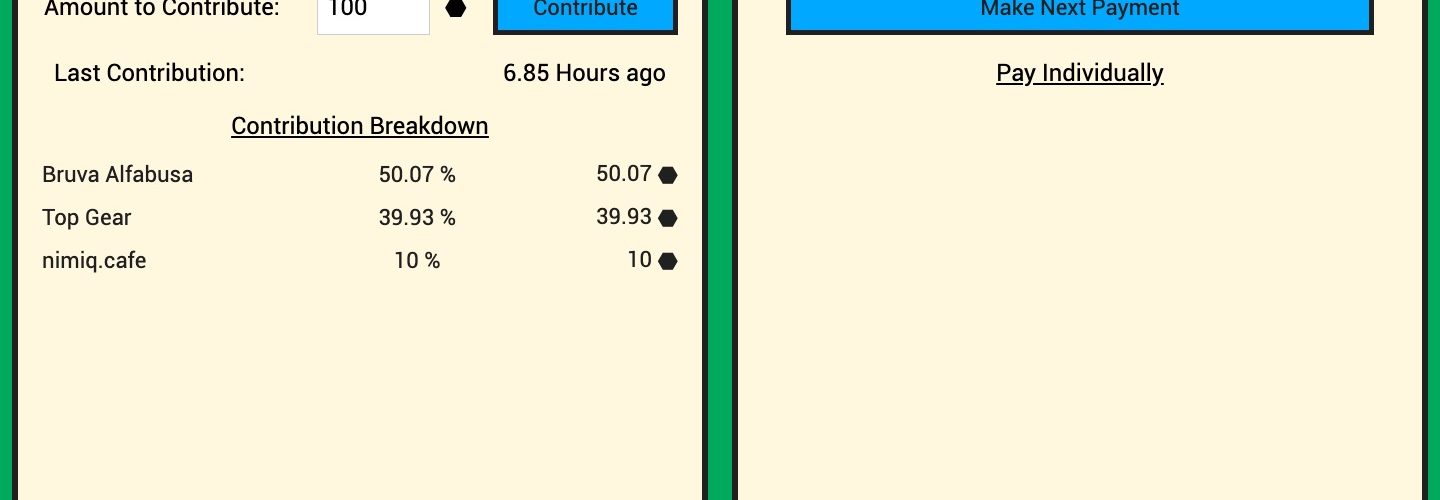 Amount to Contribute: 100 Contribute
Last Contribution: 6.85 Hours ago
Contribution Breakdown
Bruva Alfabusa 50.07 % 50.07
Top Gear 39.93 % 39.93
nimiq.cafe 10 % 10
Make Next Payment
Pay Individually